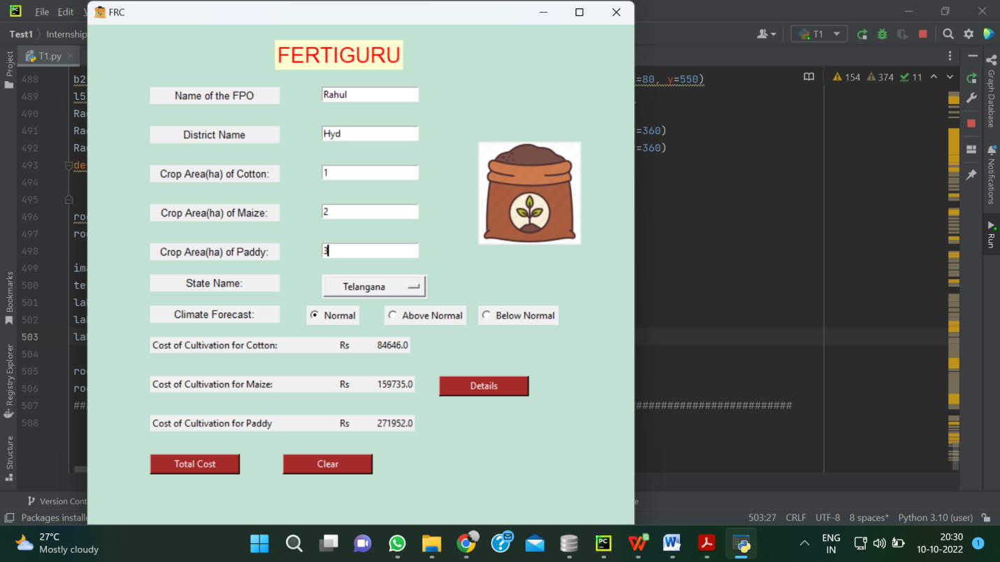 File Edit
FRC
Test1 Internship
T1
T1.py
FERTIGURU
Name of the FPO Rahul
District Name Hyd
Crop Area(ha) of Cotton: 1
Crop Area(ha) of Maize: 2
Crop Area(ha) of Paddy: 3
State Name: Telangana
Climate Forecast: Normal Above Normal Below Normal
Cost of Cultivation for Cotton: Rs 84646.0
Cost of Cultivation for Maize: Rs 159735.0
Details
Cost of Cultivation for Paddy Rs 271952.0
Total Cost Clear
154 374 11
488 b2 =80, y=550)
489 l5
490 Ra
491 Ra =360)
492 Ra =360)
493 de
494
495
496 ro
497 ro
498
499 im
500 te
501 la
502 la
503 la
504
505 ro
506 ro
507 ## ##########################
508
Project
Bookmarks
Registry Explorer
Structure
Graph Database
Notifications
Run
Version Cont
Packages installe
503:27 CRLF UTF-8 8 spaces* Python 3.10 (user)
27°C
Mostly cloudy
ENG
IN
20:30
10-10-2022
1